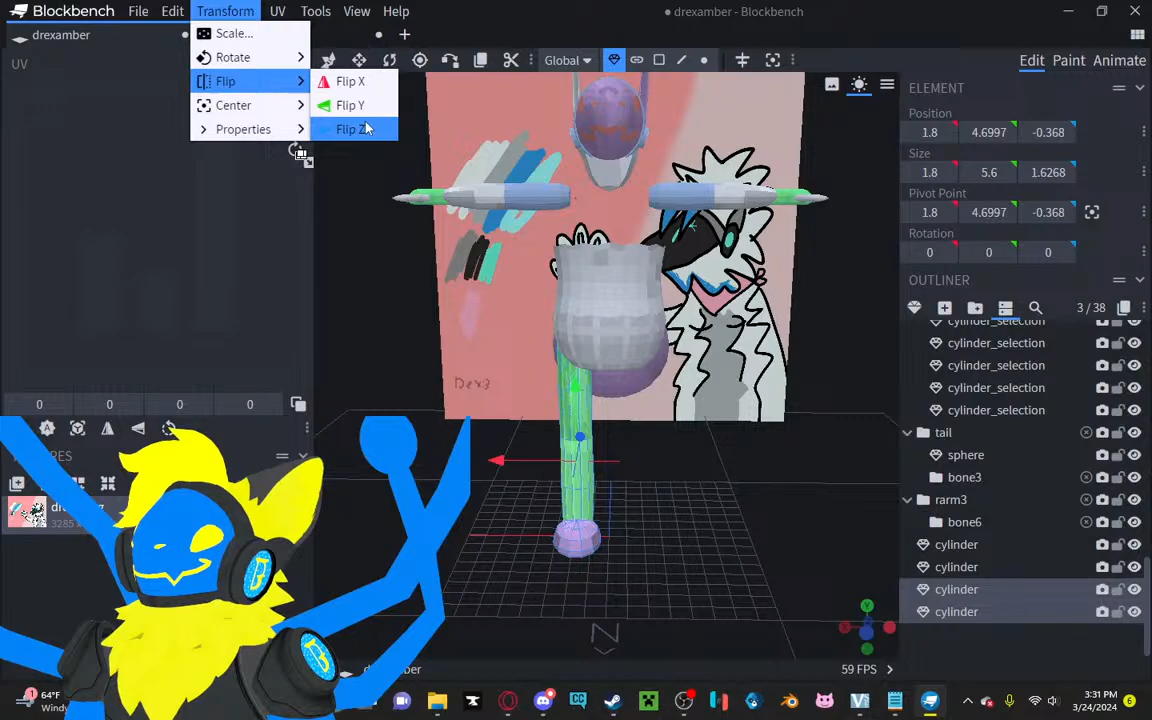 Blockbench
File
Edit
Transform
UV
Tools
View
Help
● drexamber - Blockbench
drexamber
Scale...
Rotate
Flip
Center
Properties
Flip X
Flip Y
Flip Z
Global
Edit
Paint
Animate
UV
ELEMENT
Position
1.8
4.6997
-0.368
Size
1.8
5.6
1.6268
Pivot Point
1.8
4.6997
-0.368
Rotation
0
0
0
OUTLINER
3 / 38
cylinder_selection
cylinder_selection
cylinder_selection
cylinder_selection
cylinder_selection
tail
sphere
bone3
rarm3
bone6
cylinder
cylinder
cylinder
cylinder
Dex3
0
0
0
0
N
Y
59 FPS
64°F
3:31 PM
3/24/2024
6